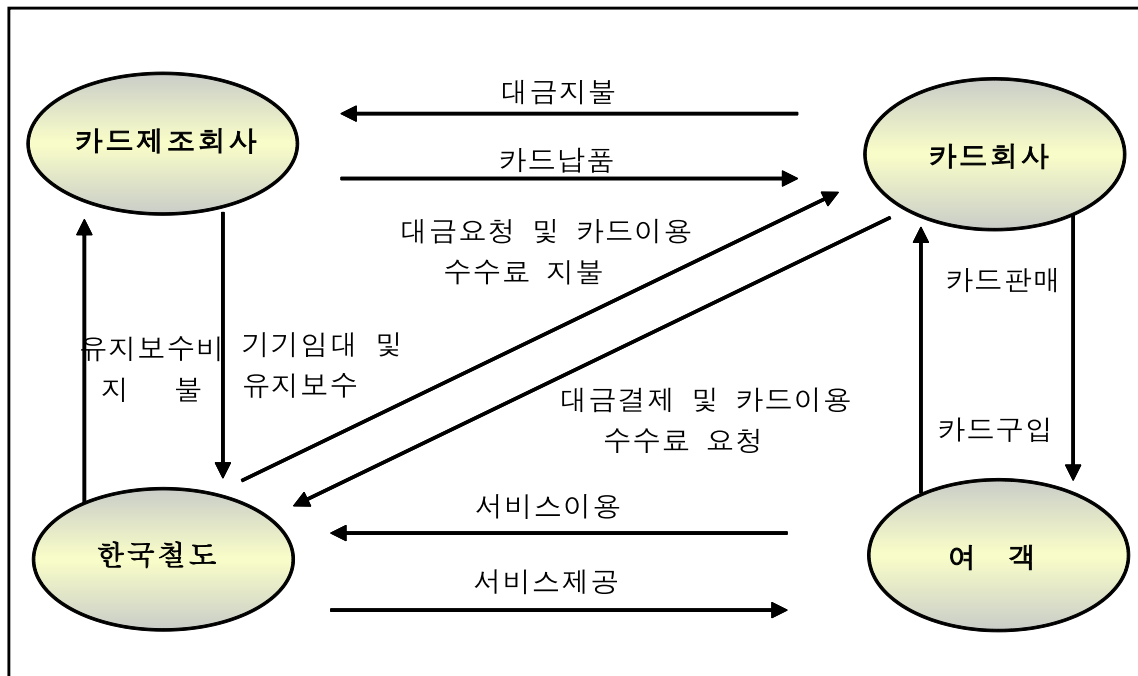 대금지불
카드제조회사
카드회사
카드납품
대금요청 및 카드이용
수수료 지불
카드판매
유지보수비
지 불
기기임대 및
유지보수
대금결제 및 카드이용
수수료 요청
카드구입
서비스이용
한국철도
여 객
서비스제공